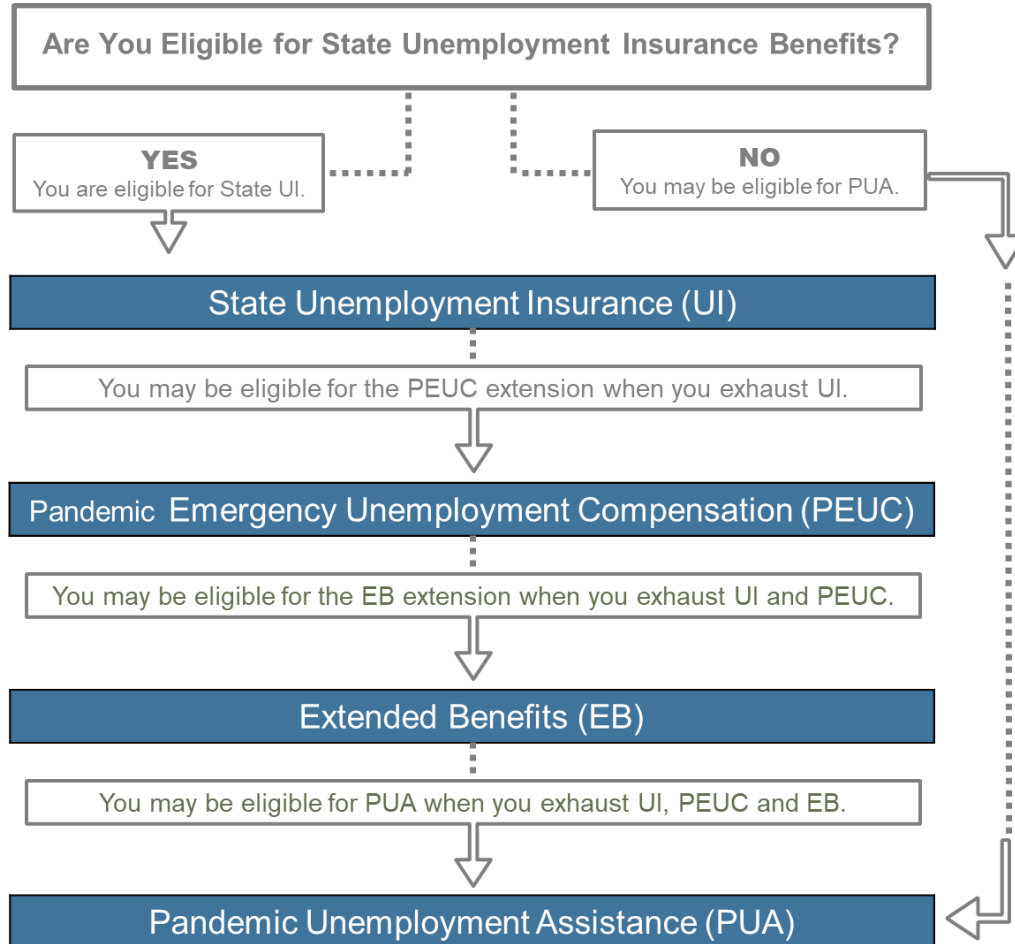 Are You Eligible for State Unemployment Insurance Benefits?
YES
You are eligible for State UI.
NO
You may be eligible for PUA.
State Unemployment Insurance (UI)
You may be eligible for the PEUC extension when you exhaust UI.
Pandemic Emergency Unemployment Compensation (PEUC)
You may be eligible for the EB extension when you exhaust UI and PEUC.
Extended Benefits (EB)
You may be eligible for PUA when you exhaust UI, PEUC and EB.
Pandemic Unemployment Assistance (PUA)